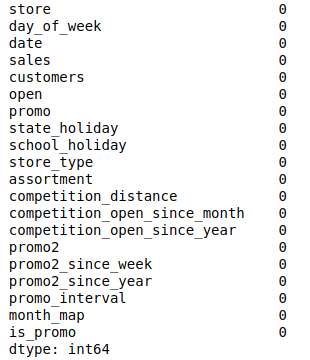 store 0
day_of_week 0
date 0
sales 0
customers 0
open 0
promo 0
state_holiday 0
school_holiday 0
store_type 0
assortment 0
competition_distance 0
competition_open_since_month 0
competition_open_since_year 0
promo2 0
promo2_since_week 0
promo2_since_year 0
promo_interval 0
month_map 0
is_promo 0
dtype: int64